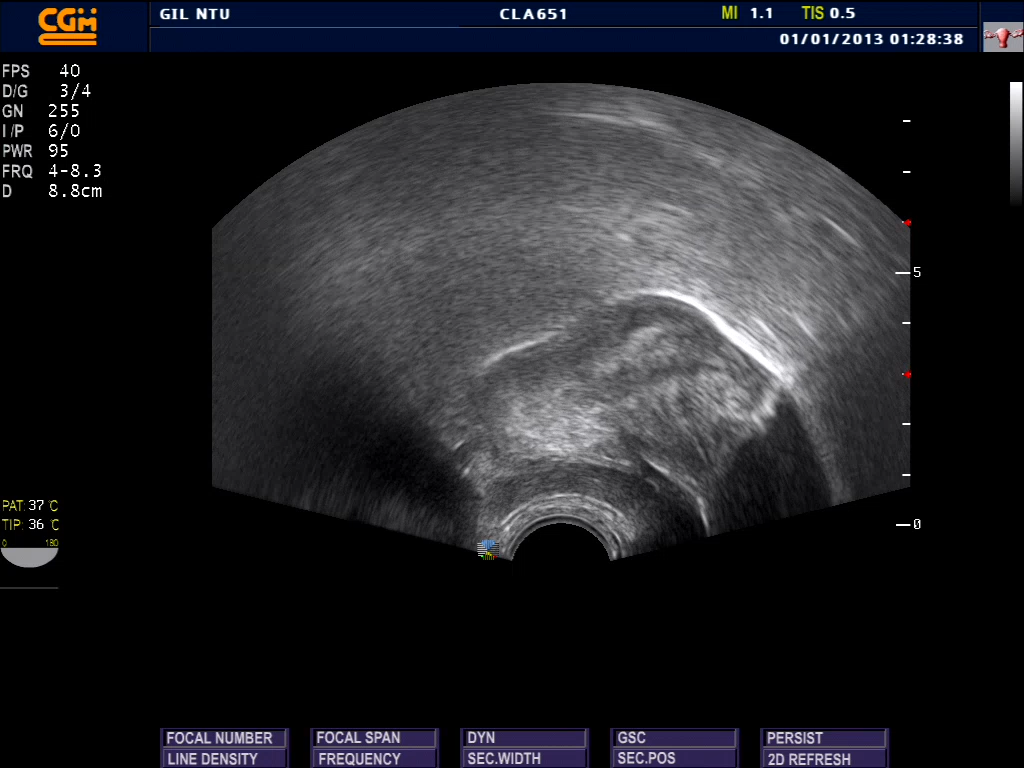 CGM
GIL NTU CLA651 MI 1.1 TIS 0.5
01/01/2013 01:28:38
FPS 40
D/G 3/4
GN 255
I/P 6/0
PWR 95
FRQ 4-8.3
D 8.8cm
5
PAT: 37 °C
TIP: 36 °C
0 180
0
FOCAL NUMBER FOCAL SPAN DYN GSC PERSIST
LINE DENSITY FREQUENCY SEC.WIDTH SEC.POS 2D REFRESH